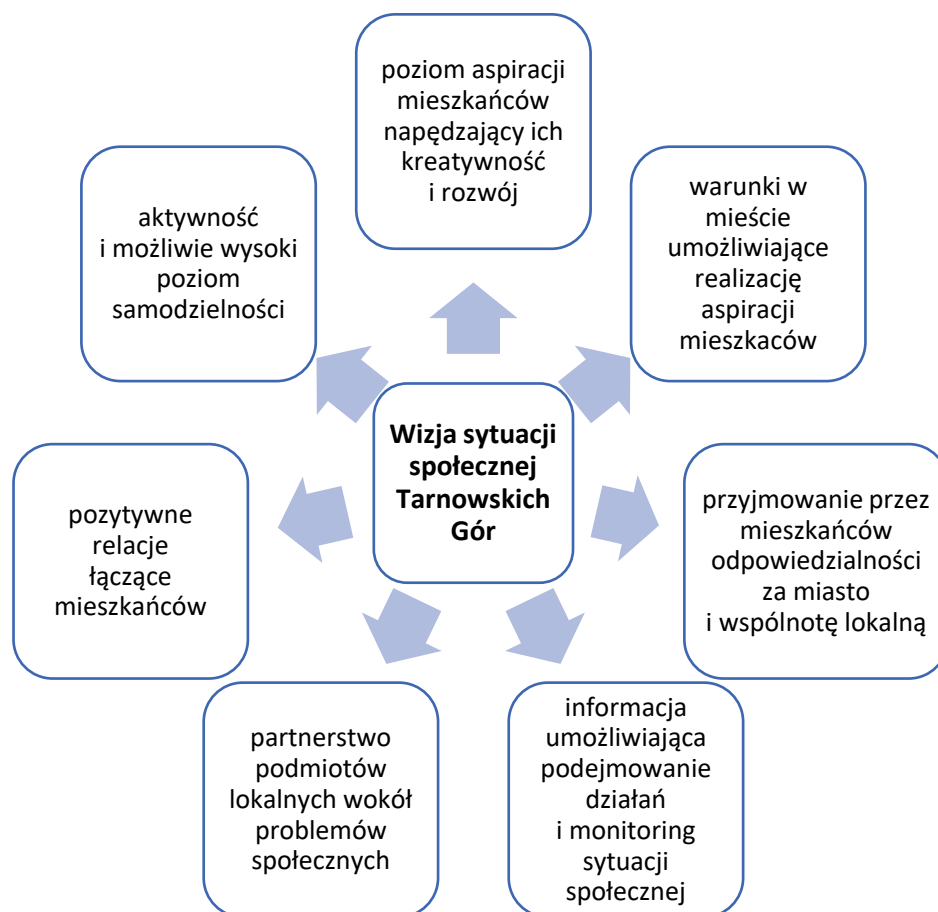 poziom aspiracji
mieszkańców
napędzający ich
kreatywność
i rozwój
warunki w
mieście
umożliwiające
realizację
aspiracji
mieszkaców
przyjmowanie przez
mieszkańców
odpowiedzialności
za miasto
i wspólnotę lokalną
informacja
umożliwiająca
podejmowanie
działań
i monitoring
sytuacji
społecznej
partnerstwo
podmiotów
lokalnych wokół
problemów
społecznych
pozytywne
relacje
łączące
mieszkańców
aktywność
i możliwie wysoki
poziom
samodzielności
Wizja sytuacji
społecznej
Tarnowskich
Gór